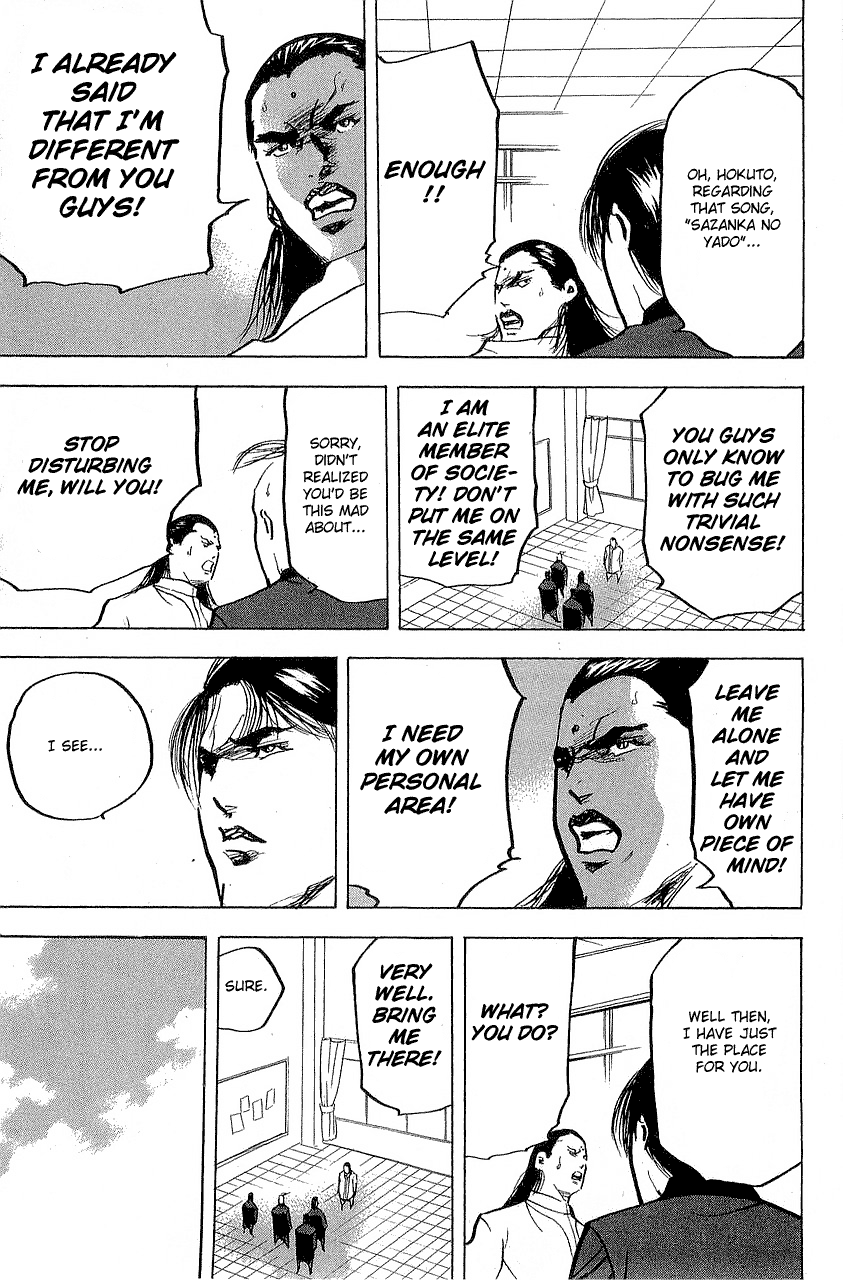 OH, HOKUTO,
REGARDING
THAT SONG,
"SAZANKA NO
YADO"...
ENOUGH
!!
I ALREADY
SAID
THAT I'M
DIFFERENT
FROM YOU
GUYS!
YOU GUYS
ONLY KNOW
TO BUG ME
WITH SUCH
TRIVIAL
NONSENSE!
I AM
AN ELITE
MEMBER
OF SOCIE-
TY! DON'T
PUT ME ON
THE SAME
LEVEL!
SORRY,
DIDN'T
REALIZED
YOU'D BE
THIS MAD
ABOUT...
STOP
DISTURBING
ME, WILL YOU!
LEAVE
ME
ALONE
AND
LET ME
HAVE
OWN
PIECE OF
MIND!
I NEED
MY OWN
PERSONAL
AREA!
I SEE...
WELL THEN,
I HAVE JUST
THE PLACE
FOR YOU.
WHAT?
YOU DO?
VERY
WELL.
BRING
ME
THERE!
SURE.